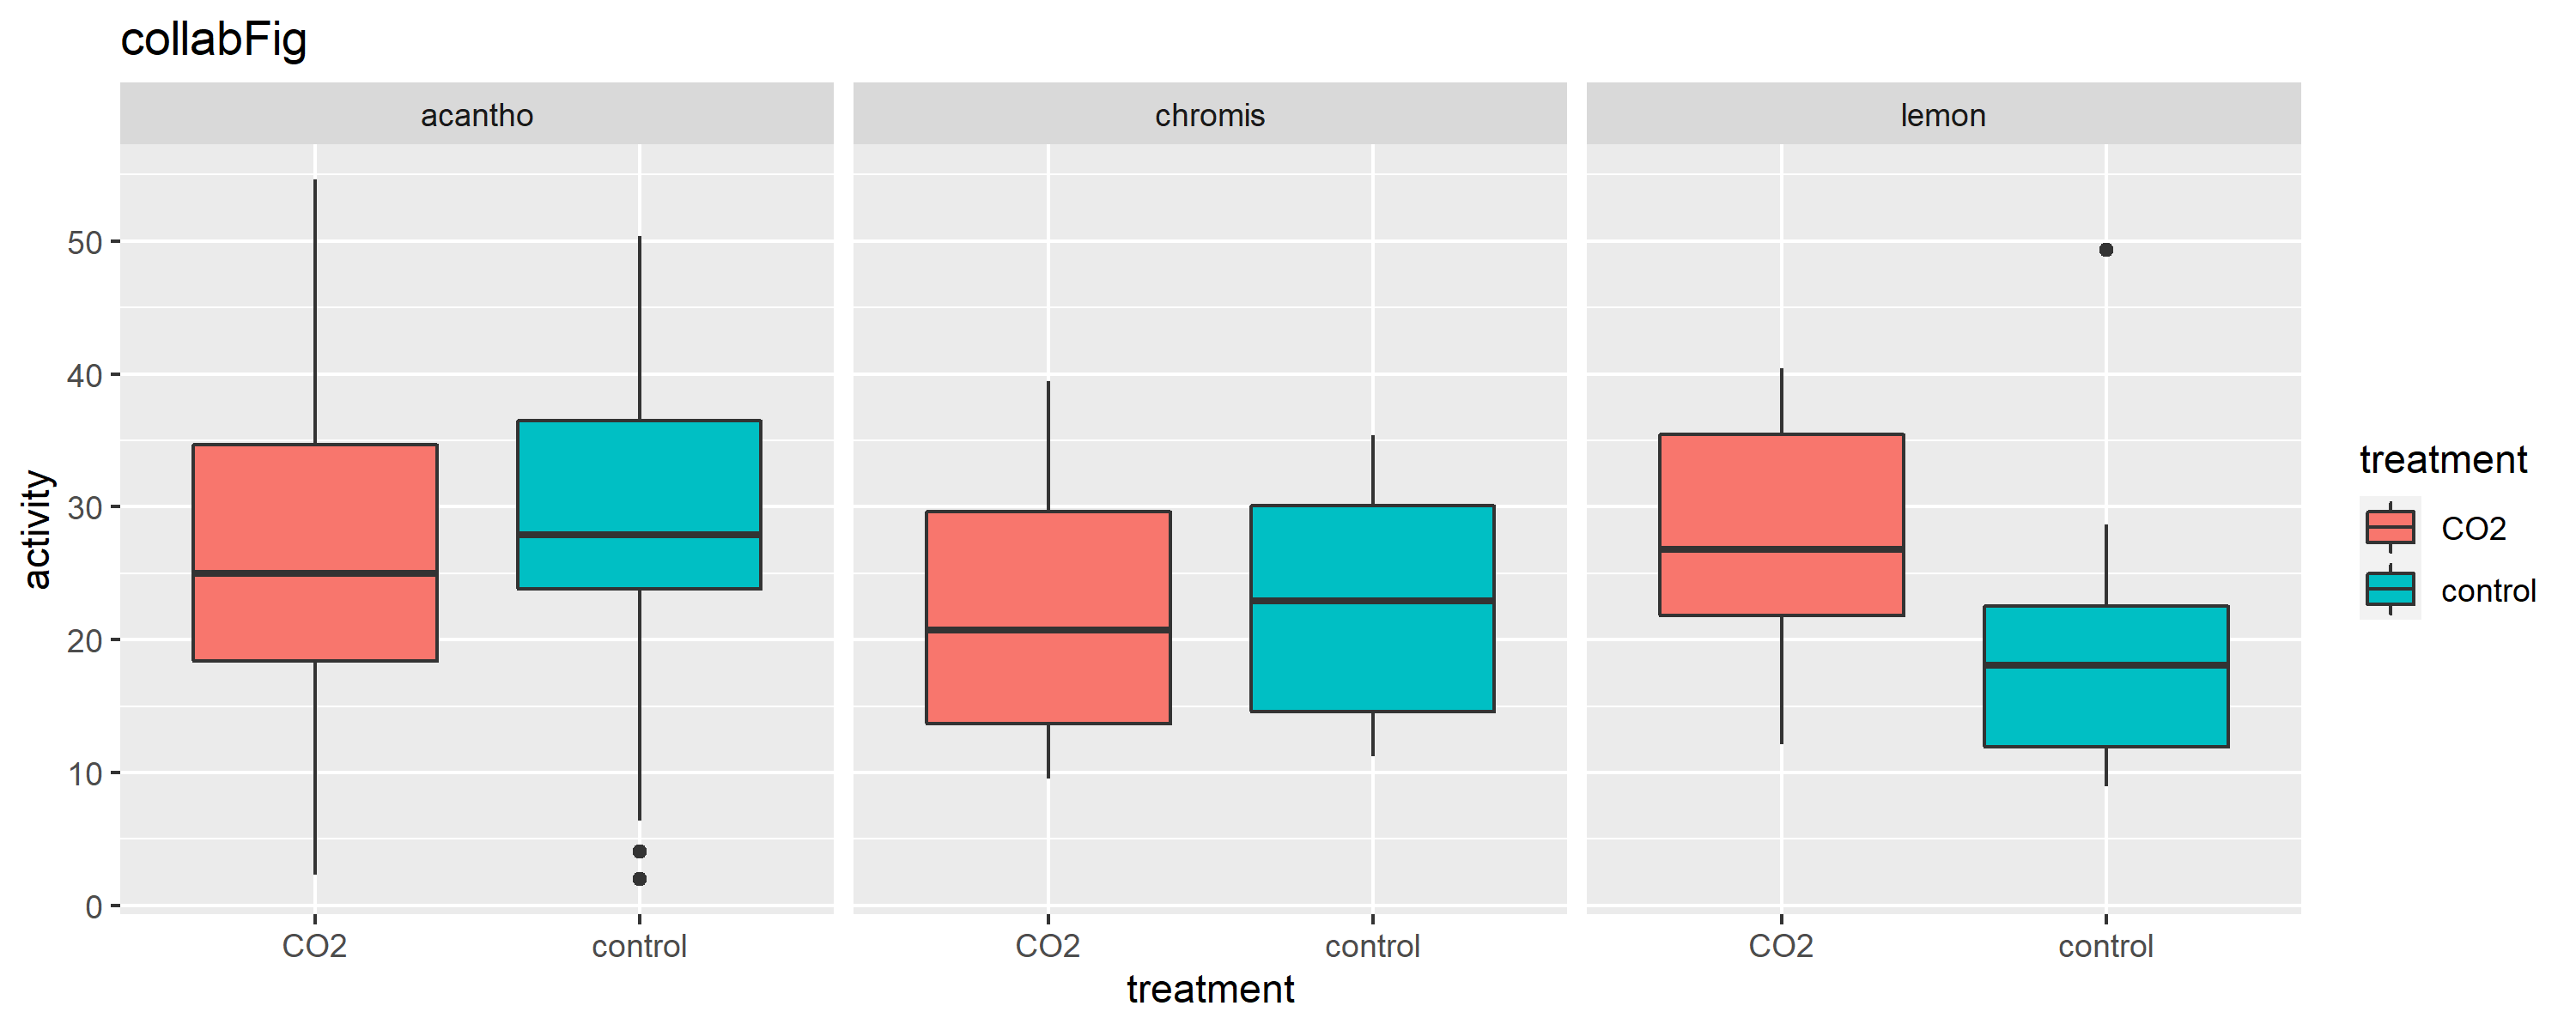 collabFig
acantho chromis lemon
50
40
30
20
10
0
activity
CO2 control CO2 control CO2 control
treatment
treatment
CO2
control